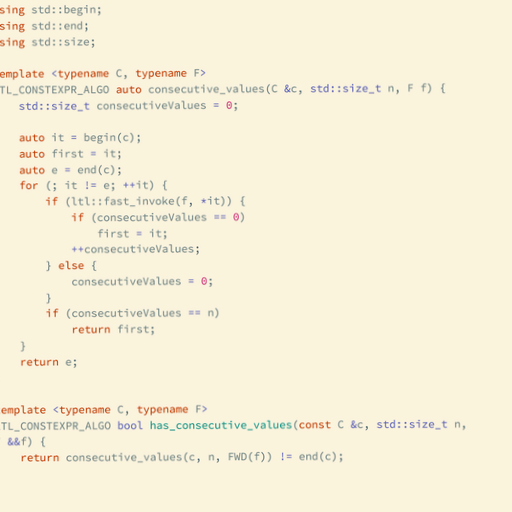 sing std::begin;
sing std::end;
sing std::size;
emplate <typename C, typename F>
TL_CONSTEXPR_ALGO auto consecutive_values(C &c, std::size_t n, F f) {
std::size_t consecutiveValues = 0;
auto it = begin(c);
auto first = it;
auto e = end(c);
for (; it != e; ++it) {
if (ltl::fast_invoke(f, *it)) {
if (consecutiveValues == 0)
first = it;
++consecutiveValues;
} else {
consecutiveValues = 0;
}
if (consecutiveValues == n)
return first;
}
return e;
emplate <typename C, typename F>
TL_CONSTEXPR_ALGO bool has_consecutive_values(const C &c, std::size_t n,
&&f) {
return consecutive_values(c, n, FWD(f)) != end(c);